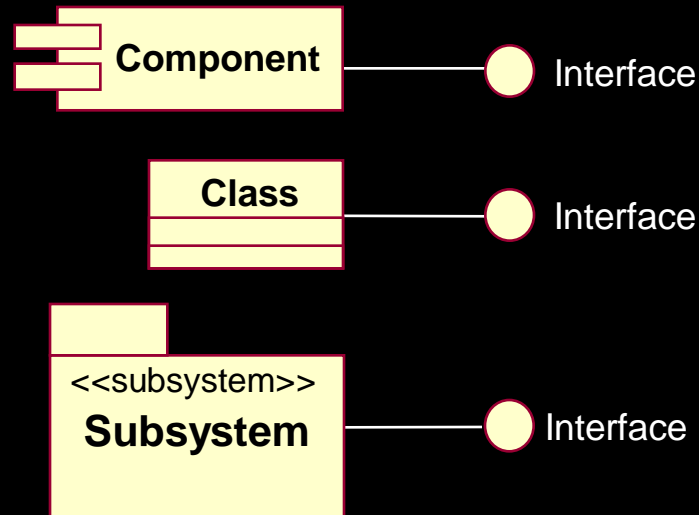 Component
Interface
Class
Interface
<<subsystem>>
Subsystem
Interface